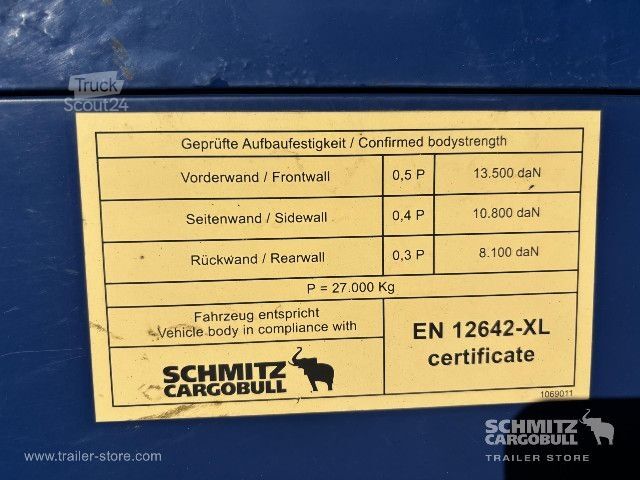 Truck
Scout24
Geprüfte Aufbaufestigkeit / Confirmed bodystrength
Vorderwand / Frontwall 0,5 P 13.500 daN
Seitenwand / Sidewall 0,4 P 10.800 daN
Rückwand / Rearwall 0,3 P 8.100 daN
P = 27.000 Kg
Fahrzeug entspricht
Vehicle body in compliance with
EN 12642-XL
certificate
SCHMITZ
CARGOBULL
1069011
SCHMITZ
CARGOBULL
TRAILER STORE
www.trailer-store.com